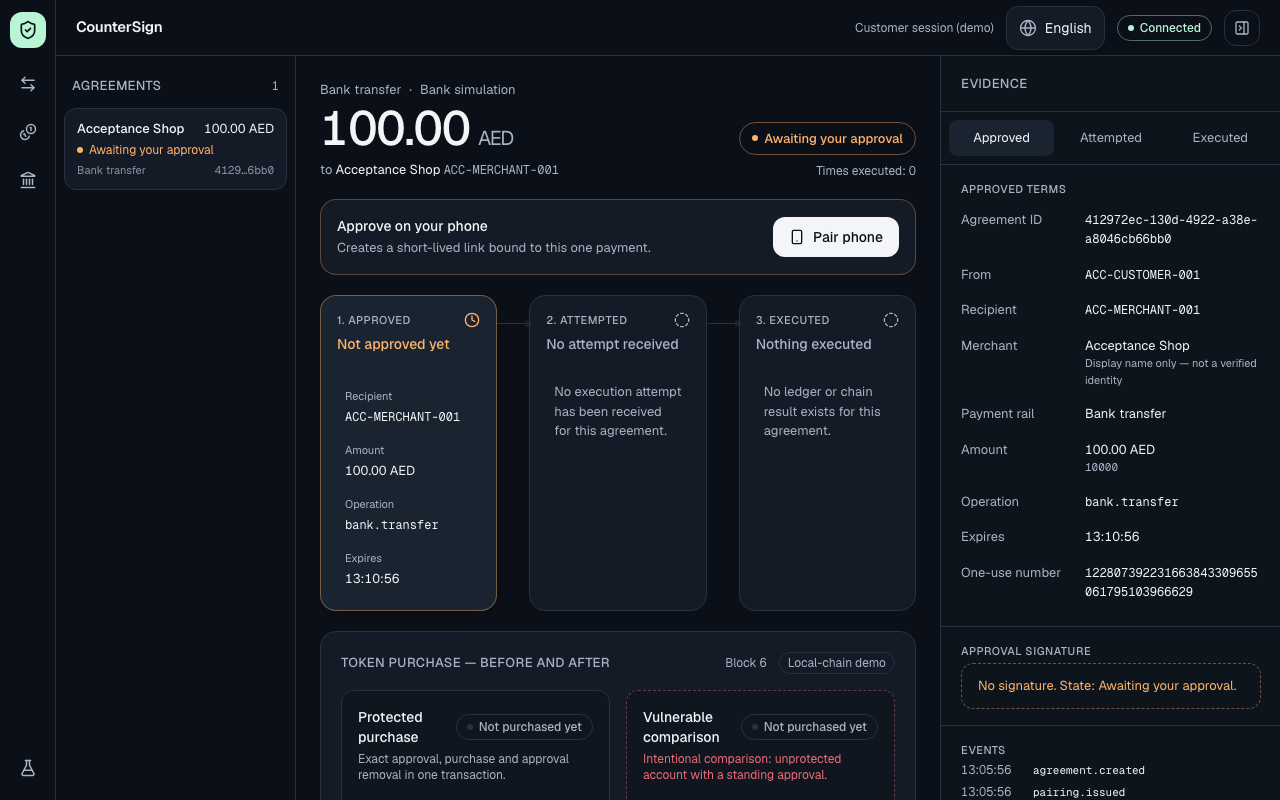 CounterSign
Customer session (demo)
English
Connected
AGREEMENTS
1
Acceptance Shop
100.00 AED
Awaiting your approval
Bank transfer
4129…6bb0
Bank transfer · Bank simulation
100.00 AED
to Acceptance Shop ACC-MERCHANT-001
Awaiting your approval
Times executed: 0
Approve on your phone
Creates a short-lived link bound to this one payment.
Pair phone
1. APPROVED
Not approved yet
Recipient
ACC-MERCHANT-001
Amount
100.00 AED
Operation
bank.transfer
Expires
13:10:56
2. ATTEMPTED
No attempt received
No execution attempt
has been received
for this agreement.
3. EXECUTED
Nothing executed
No ledger or chain
result exists for this
agreement.
TOKEN PURCHASE — BEFORE AND AFTER
Block 6
Local-chain demo
Protected
purchase
Not purchased yet
Exact approval, purchase and approval
removal in one transaction.
Vulnerable
comparison
Not purchased yet
Intentional comparison: unprotected
account with a standing approval.
EVIDENCE
Approved
Attempted
Executed
APPROVED TERMS
Agreement ID
412972ec-130d-4922-a38e-
a8046cb66bb0
From
ACC-CUSTOMER-001
Recipient
ACC-MERCHANT-001
Merchant
Acceptance Shop
Display name only — not a verified
identity
Payment rail
Bank transfer
Amount
100.00 AED
10000
Operation
bank.transfer
Expires
13:10:56
One-use number
122807392231663843309655
061795103966629
APPROVAL SIGNATURE
No signature. State: Awaiting your approval.
EVENTS
13:05:56 agreement.created
13:05:56 pairing.issued